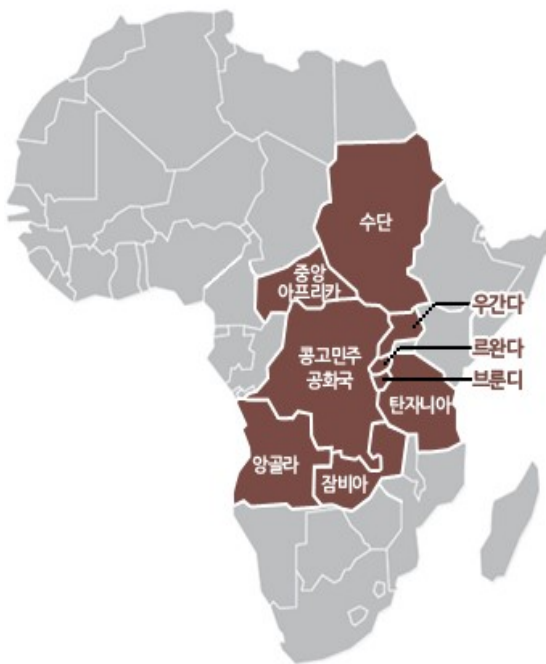 수단
중앙
아프리카
우간다
르완다
콩고민주
공화국
브룬디
탄자니아
앙골라
잠비아